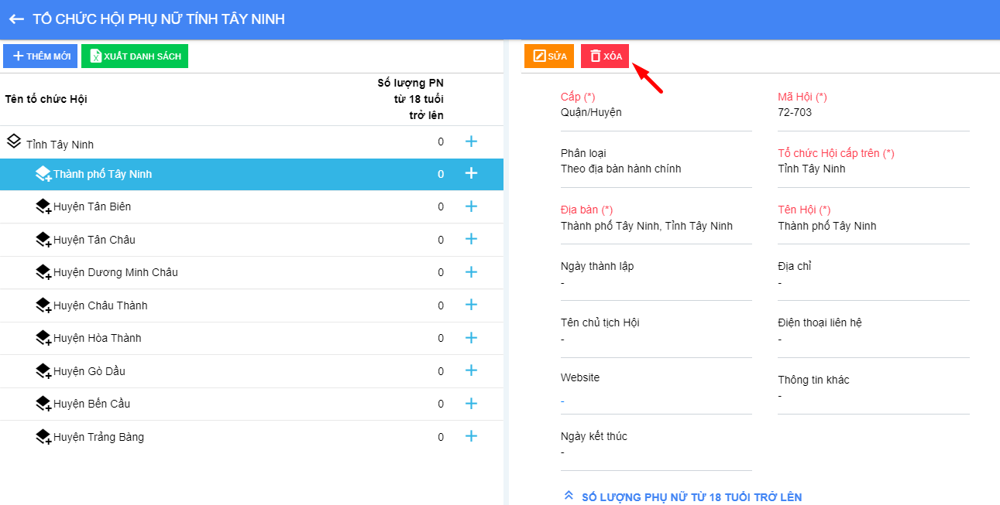 TỔ CHỨC HỘI PHỤ NỮ TỈNH TÂY NINH
THÊM MỚI
XUẤT DANH SÁCH
Tên tổ chức Hội
Số lượng PN
từ 18 tuổi
trở lên
Tỉnh Tây Ninh 0
Thành phố Tây Ninh 0
Huyện Tân Biên 0
Huyện Tân Châu 0
Huyện Dương Minh Châu 0
Huyện Châu Thành 0
Huyện Hòa Thành 0
Huyện Gò Dầu 0
Huyện Bến Cầu 0
Huyện Trảng Bàng 0
SỬA
XÓA
Cấp (*)
Quận/Huyện
Mã Hội (*)
72-703
Phân loại
Theo địa bàn hành chính
Tổ chức Hội cấp trên (*)
Tỉnh Tây Ninh
Địa bàn (*)
Thành phố Tây Ninh, Tỉnh Tây Ninh
Tên Hội (*)
Thành phố Tây Ninh
Ngày thành lập
-
Địa chỉ
-
Tên chủ tịch Hội
-
Điện thoại liên hệ
-
Website
-
Thông tin khác
-
Ngày kết thúc
-
SỐ LƯỢNG PHỤ NỮ TỪ 18 TUỔI TRỞ LÊN